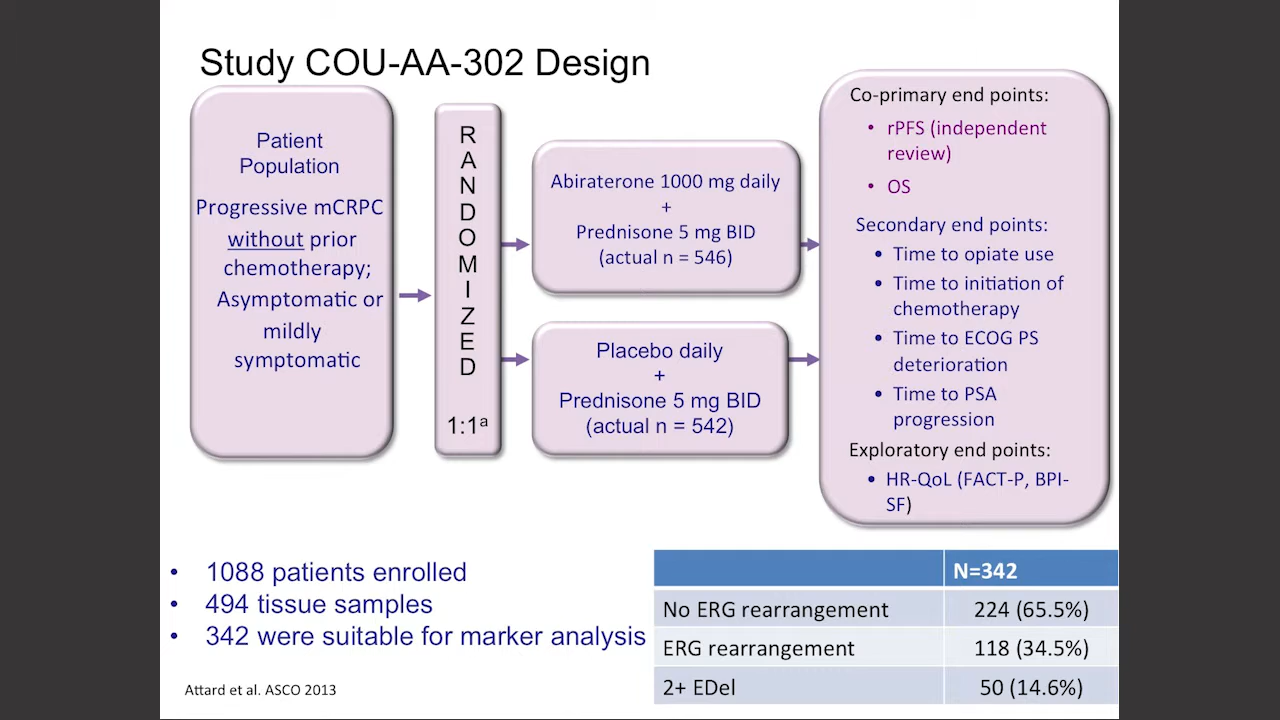 Study COU-AA-302 Design
Patient
Population
Progressive mCRPC
without prior
chemotherapy;
Asymptomatic or
mildly
symptomatic
R
A
N
D
O
M
I
Z
E
D
1:1ª
Abiraterone 1000 mg daily
+
Prednisone 5 mg BID
(actual n = 546)
Placebo daily
+
Prednisone 5 mg BID
(actual n = 542)
Co-primary end points:
• rPFS (independent
review)
• OS
Secondary end points:
• Time to opiate use
• Time to initiation of
chemotherapy
• Time to ECOG PS
deterioration
• Time to PSA
progression
Exploratory end points:
• HR-QoL (FACT-P, BPI-
SF)
• 1088 patients enrolled
• 494 tissue samples
• 342 were suitable for marker analysis
N=342
No ERG rearrangement 224 (65.5%)
ERG rearrangement 118 (34.5%)
2+ EDel 50 (14.6%)
Attard et al. ASCO 2013